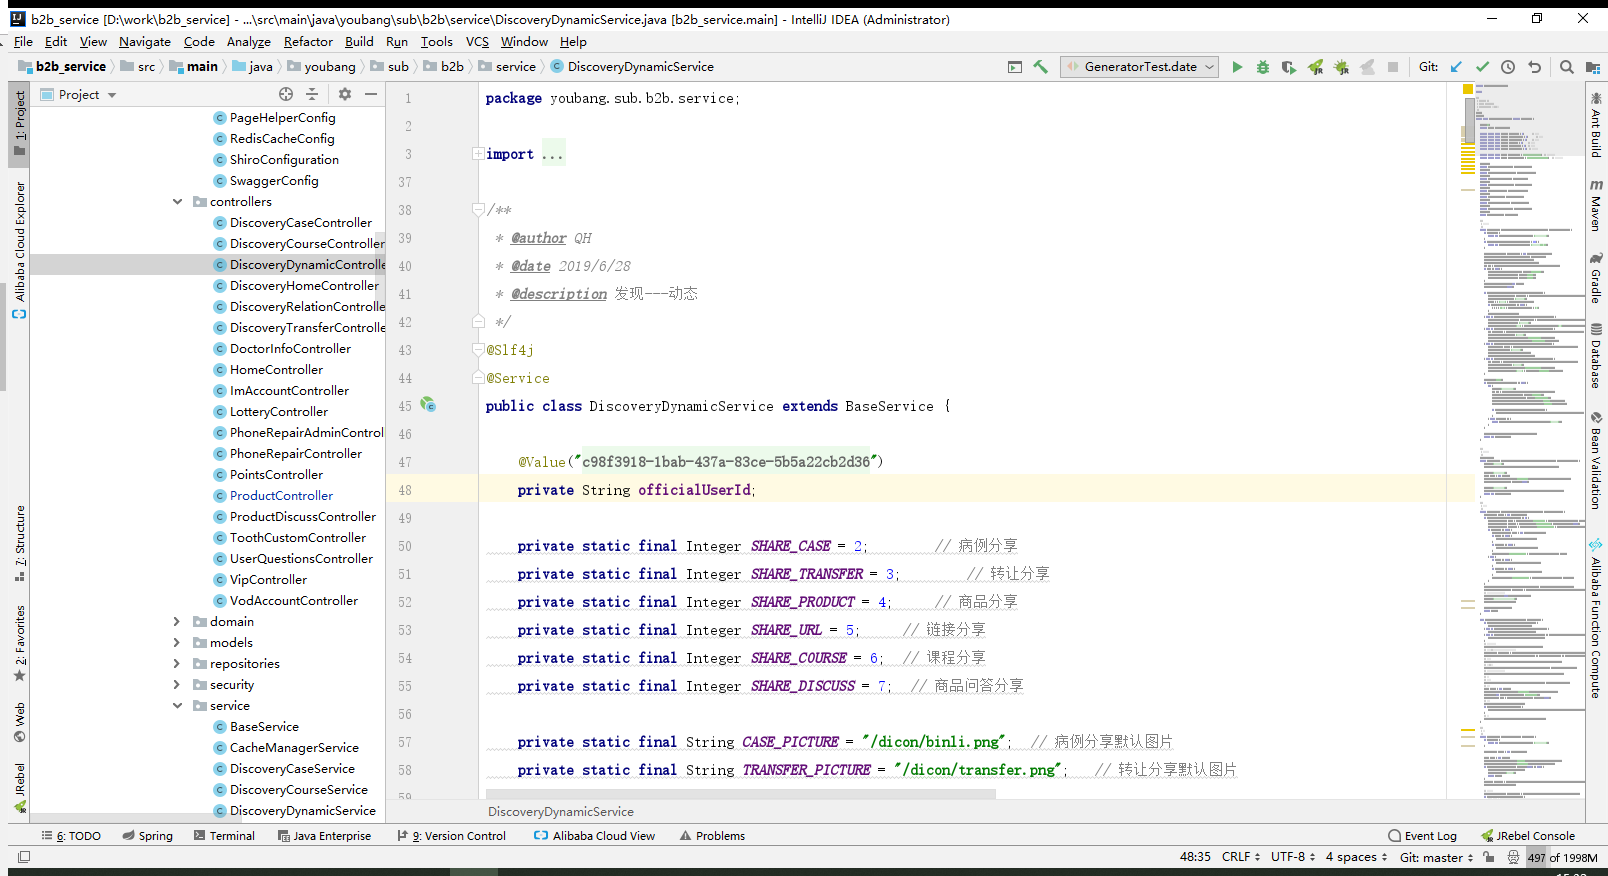 b2b_service [D:\work\b2b_service] - ...\src\main\java\youbang\sub\b2b\service\DiscoveryDynamicService.java [b2b_service.main] - IntelliJ IDEA (Administrator)
File Edit View Navigate Code Analyze Refactor Build Run Tools VCS Window Help
b2b_service src main java youbang sub b2b service DiscoveryDynamicService GeneratorTest.date Git:
Project
PageHelperConfig
RedisCacheConfig
ShiroConfiguration
SwaggerConfig
controllers
DiscoveryCaseController
DiscoveryCourseController
DiscoveryDynamicControlle
DiscoveryHomeController
DiscoveryRelationControlle
DiscoveryTransferControlle
DoctorInfoController
HomeController
ImAccountController
LotteryController
PhoneRepairAdminControl
PhoneRepairController
PointsController
ProductController
ProductDiscussController
ToothCustomController
UserQuestionsController
VipController
VodAccountController
domain
models
repositories
security
service
BaseService
CacheManagerService
DiscoveryCaseService
DiscoveryCourseService
DiscoveryDynamicService
1: Project
Alibaba Cloud Explorer
7: Structure
2: Favorites
Web
JRebel
1 package youbang.sub.b2b.service;
2
3 import ...
37
38 /**
39 * @author QH
40 * @date 2019/6/28
41 * @description 发现---动态
42 */
43 @Slf4j
44 @Service
45 public class DiscoveryDynamicService extends BaseService {
46
47 @Value("c98f3918-1bab-437a-83ce-5b5a22cb2d36")
48 private String officialUserId;
49
50 private static final Integer SHARE_CASE = 2; // 病例分享
51 private static final Integer SHARE_TRANSFER = 3; // 转让分享
52 private static final Integer SHARE_PRODUCT = 4; // 商品分享
53 private static final Integer SHARE_URL = 5; // 链接分享
54 private static final Integer SHARE_COURSE = 6; // 课程分享
55 private static final Integer SHARE_DISCUSS = 7; // 商品问答分享
56
57 private static final String CASE_PICTURE = "/dicon/binli.png"; // 病例分享默认图片
58 private static final String TRANSFER_PICTURE = "/dicon/transfer.png"; // 转让分享默认图片
59
DiscoveryDynamicService
Ant Build
Maven
Gradle
Database
Bean Validation
Alibaba Function Compute
6: TODO Spring Terminal Java Enterprise 9: Version Control Alibaba Cloud View Problems Event Log JRebel Console
48:35 CRLF UTF-8 4 spaces Git: master 497 of 1998M